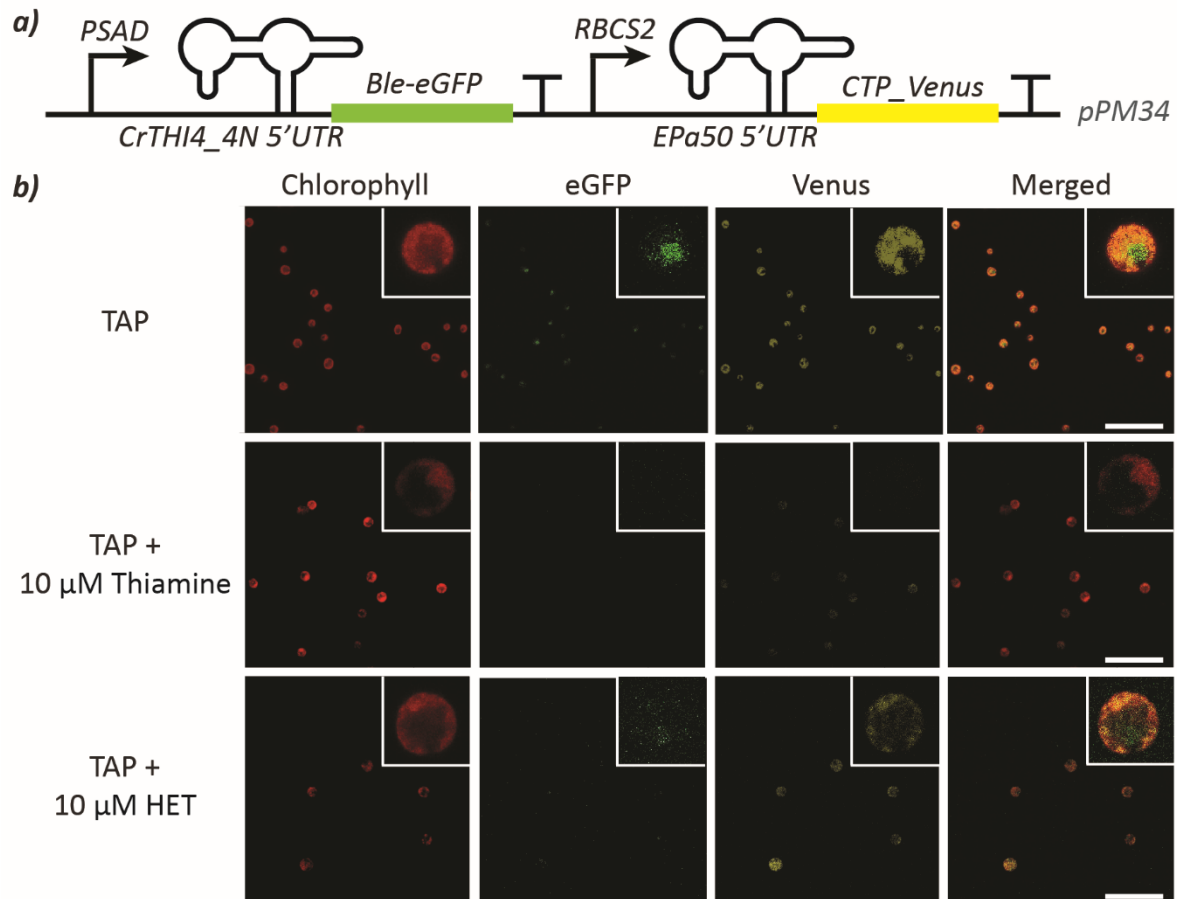 a)
PSAD
RBCS2
Ble-eGFP
CTP_Venus
CrTHI4_4N 5'UTR
EPa50 5'UTR
pPM34
b)
Chlorophyll
eGFP
Venus
Merged
TAP
TAP +
10 µM Thiamine
TAP +
10 µM HET